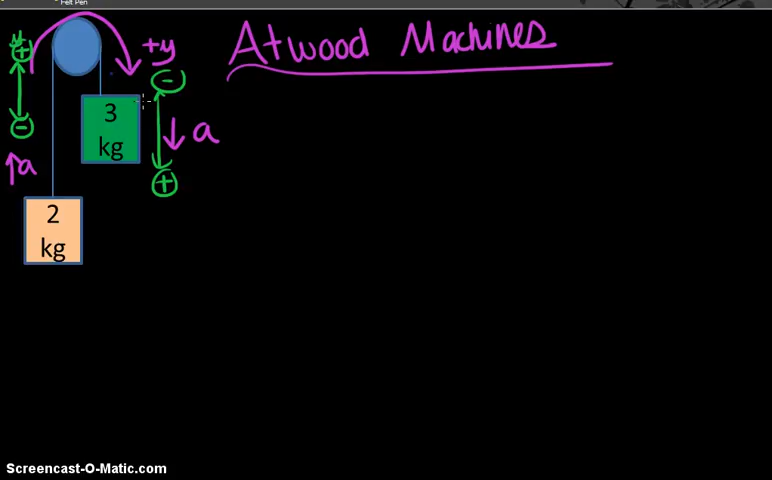 Felt Pen
Atwood Machines
y
+
+y
-
3
kg
-
a
a
+
2
kg
Screencast-O-Matic.com